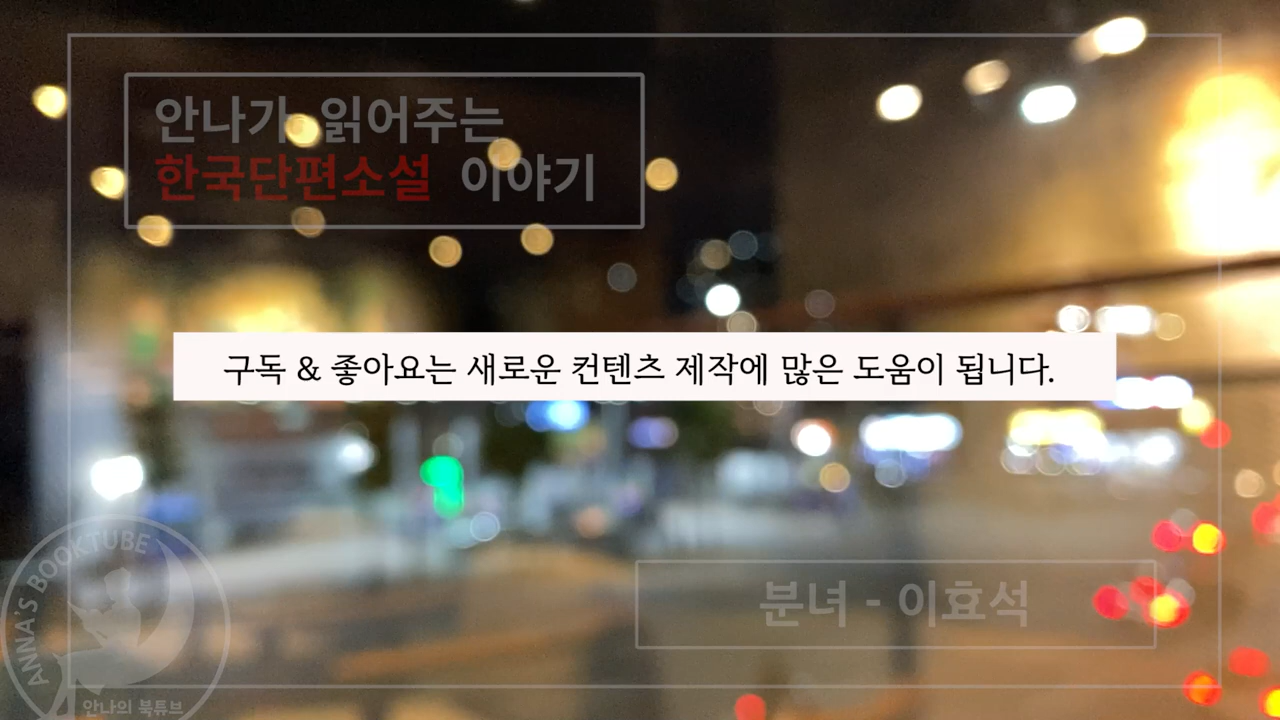 안나가 읽어주는
한국단편소설 이야기
구독 & 좋아요는 새로운 컨텐츠 제작에 많은 도움이 됩니다.
분녀 - 이효석
ANNA'S BOOKTUBE
안나의 북튜브